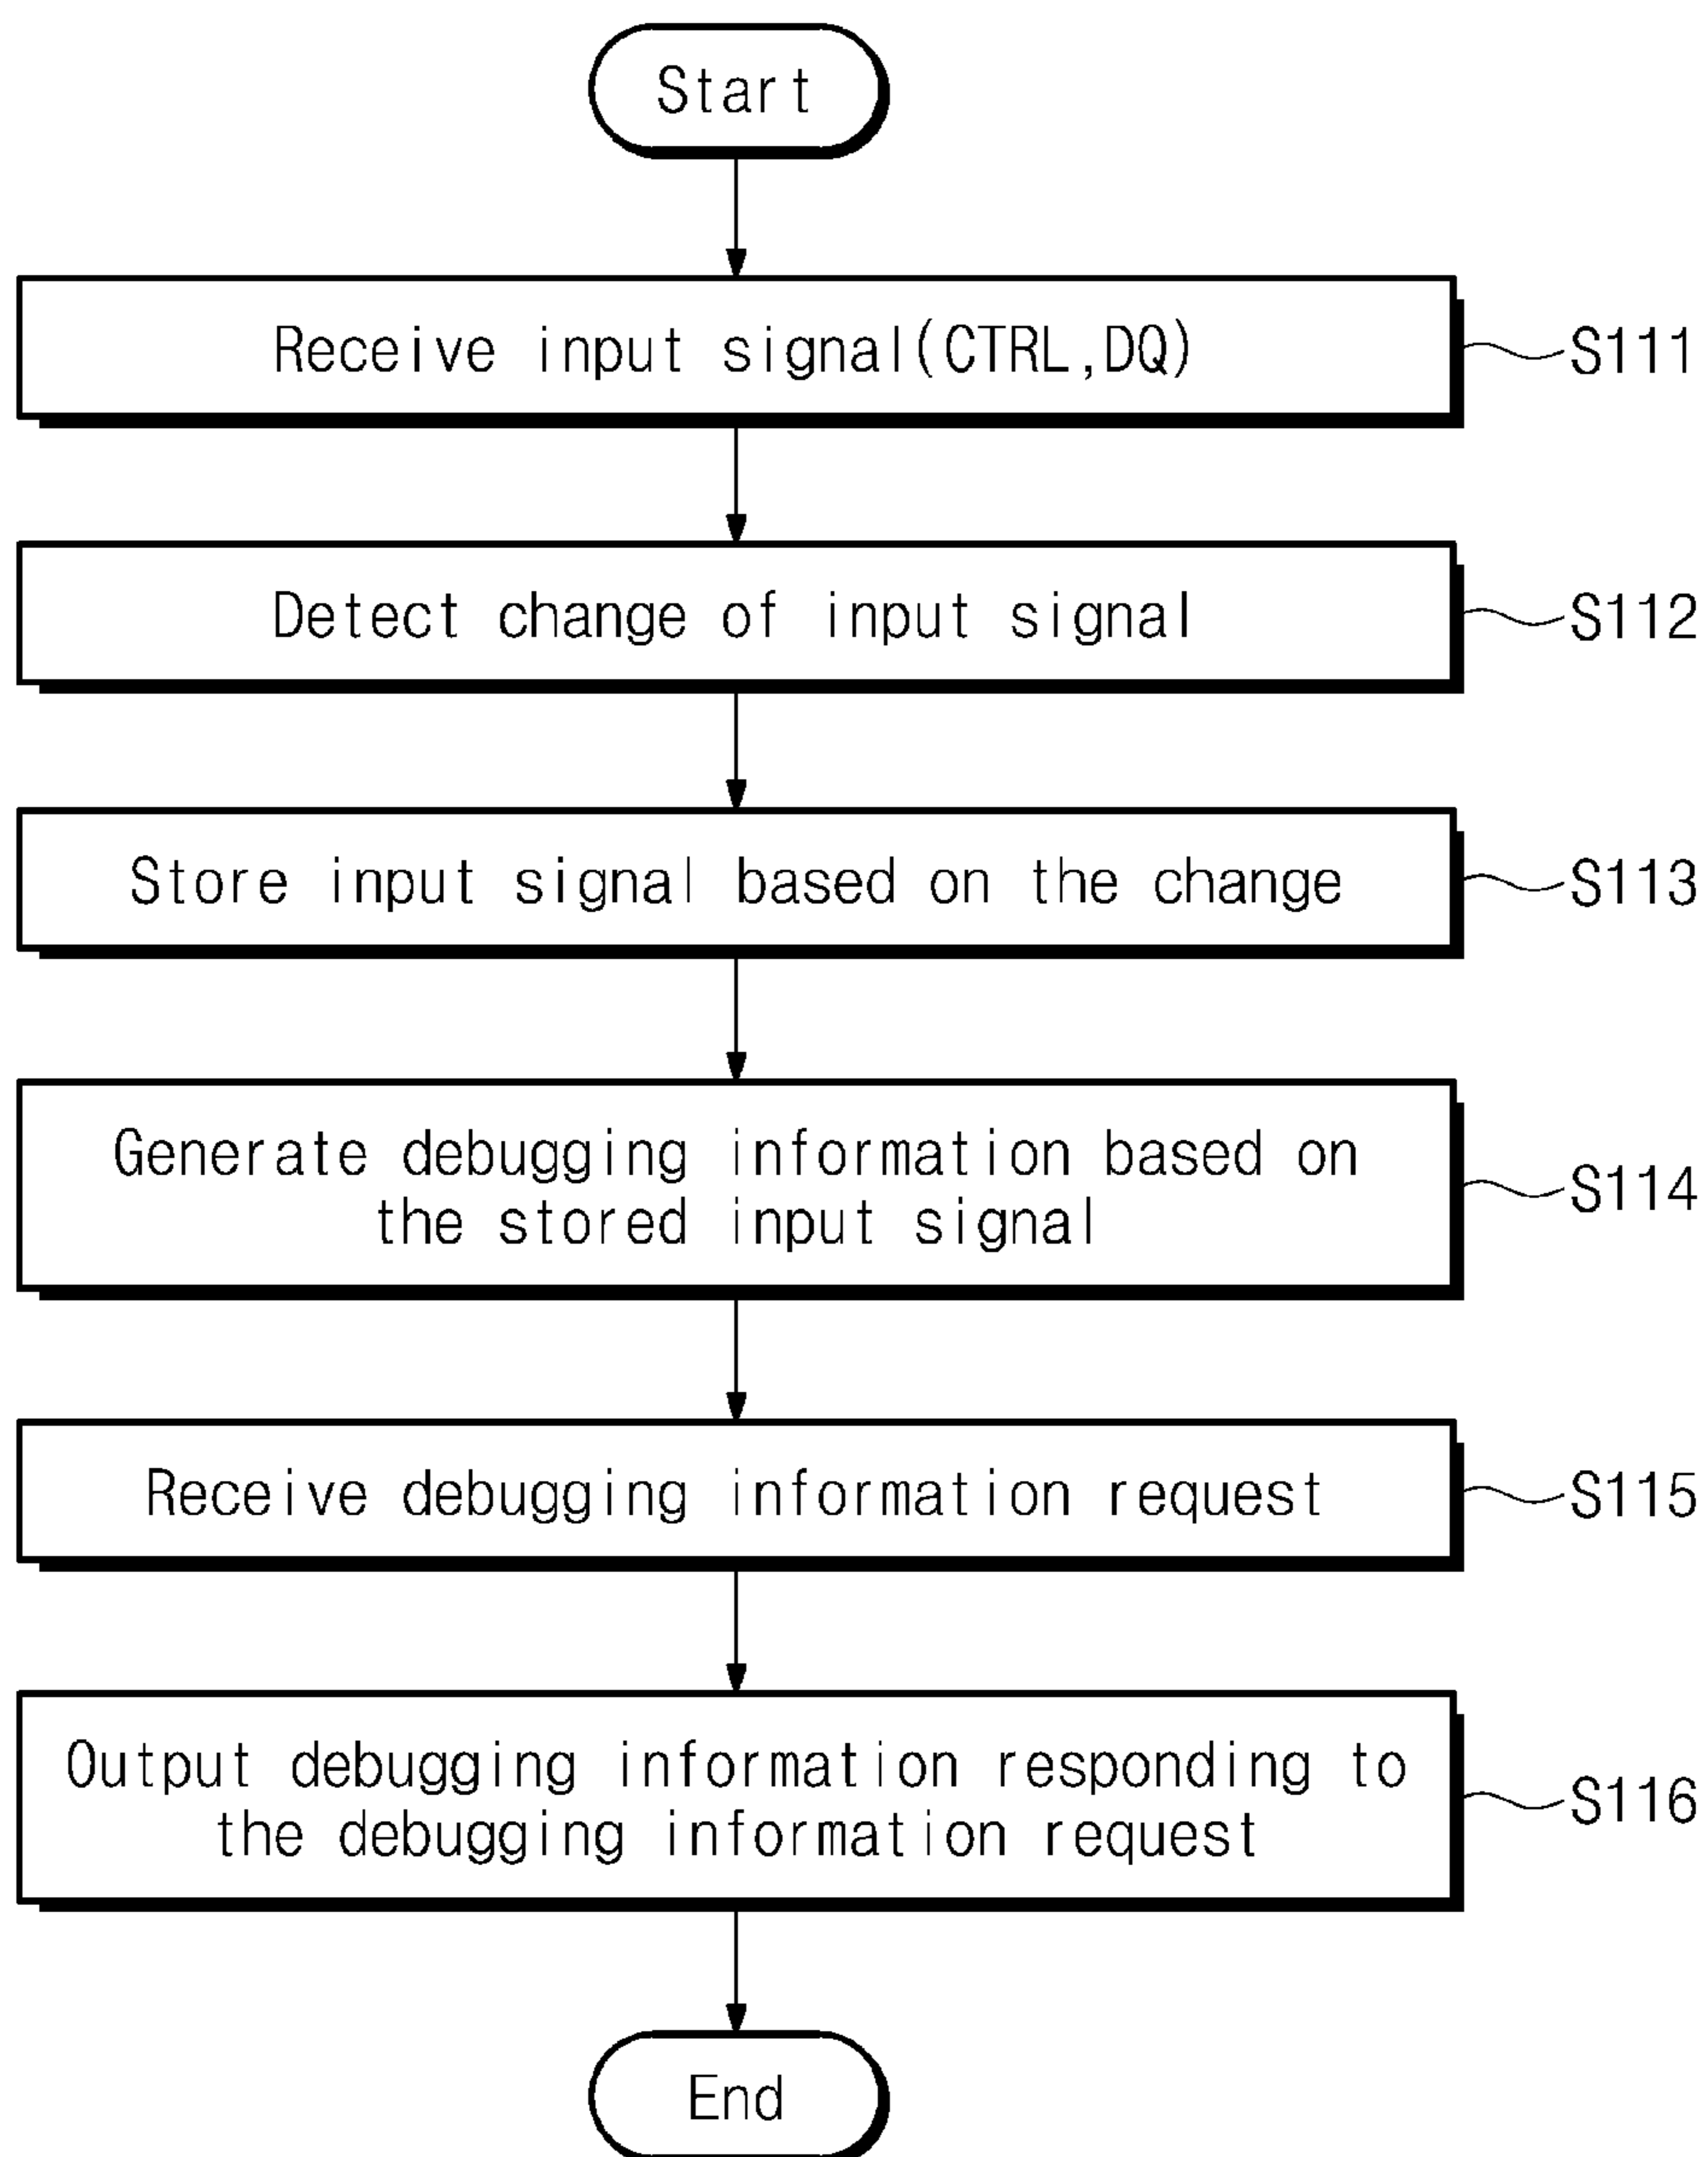 Start
Receive input signal(CTRL,DQ)
S111
Detect change of input signal
S112
Store input signal based on the change
S113
Generate debugging information based on
the stored input signal
S114
Receive debugging information request
S115
Output debugging information responding to
the debugging information request
S116
End